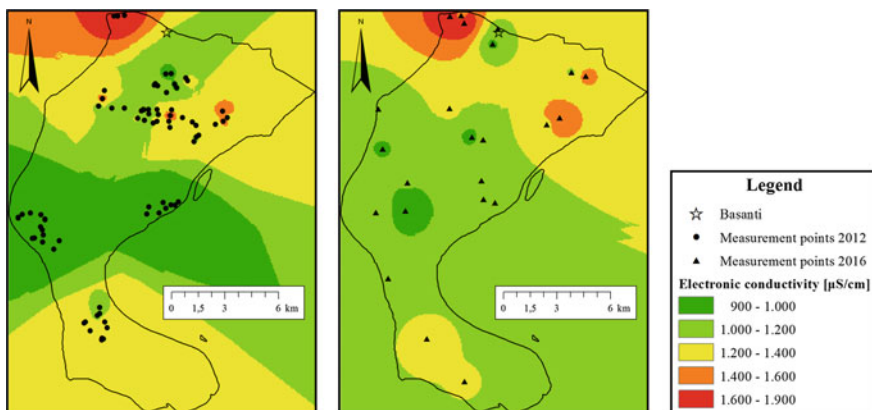 N
N
0 1,5 3 6 km
0 1,5 3 6 km
Legend
Basanti
Measurement points 2012
Measurement points 2016
Electronic conductivity [µS/cm]
900 - 1.000
1.000 - 1.200
1.200 - 1.400
1.400 - 1.600
1.600 - 1.900